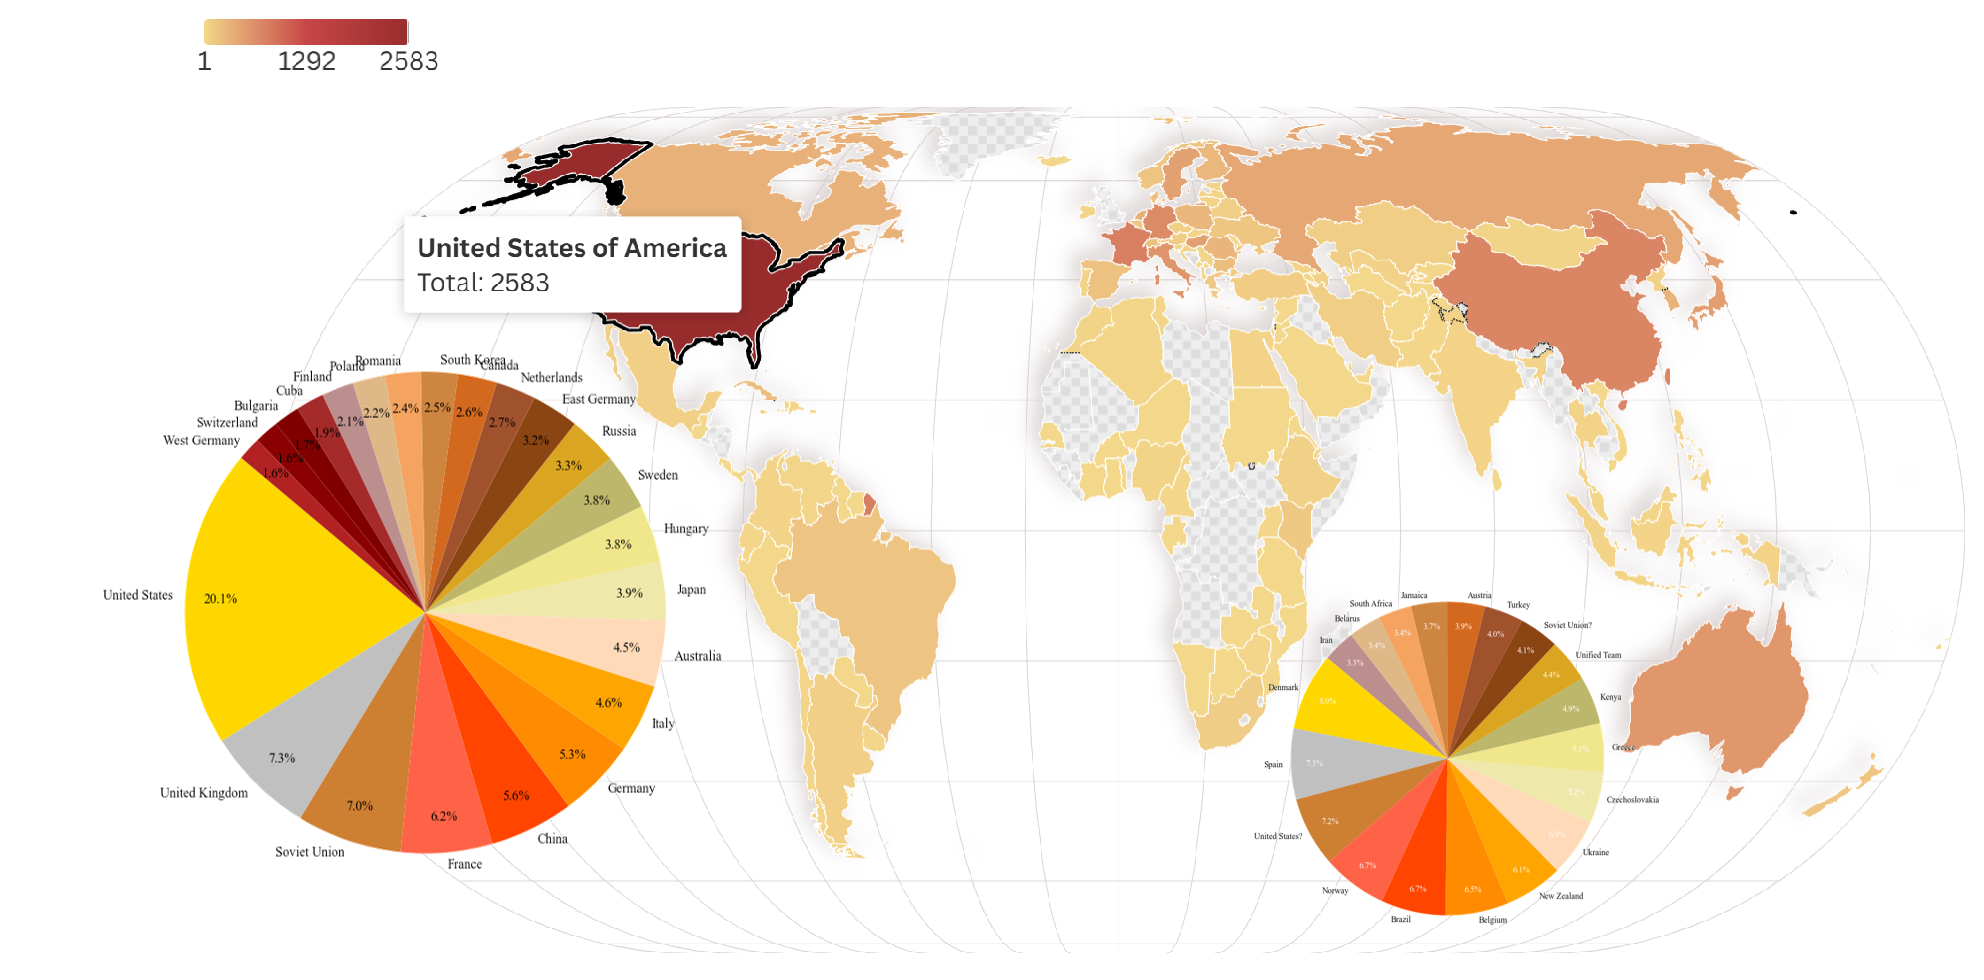 1 1292 2583
United States of America
Total: 2583
South Korea
Canada
Romania
Poland
Netherlands
Finland
Cuba
East Germany
Bulgaria
Switzerland
Russia
West Germany
Sweden
Hungary
United States
Japan
Australia
Italy
United Kingdom
Germany
China
Soviet Union
France
2.5%
2.4%
2.6%
2.2%
2.1%
2.7%
1.9%
3.2%
1.7%
1.6%
3.3%
1.6%
3.8%
3.8%
3.9%
20.1%
4.5%
4.6%
5.3%
7.3%
5.6%
7.0%
6.2%
Jamaica
Austria
South Africa
Turkey
Belarus
Soviet Union?
Iran
Unified Team
Denmark
Kenya
Greece
Spain
Czechoslovakia
United States?
Ukraine
Norway
New Zealand
Brazil
Belgium
3.7%
3.9%
3.4%
4.0%
3.4%
4.1%
3.3%
4.4%
8.0%
4.9%
5.1%
7.3%
5.2%
7.2%
6.0%
6.7%
6.1%
6.7%
6.5%